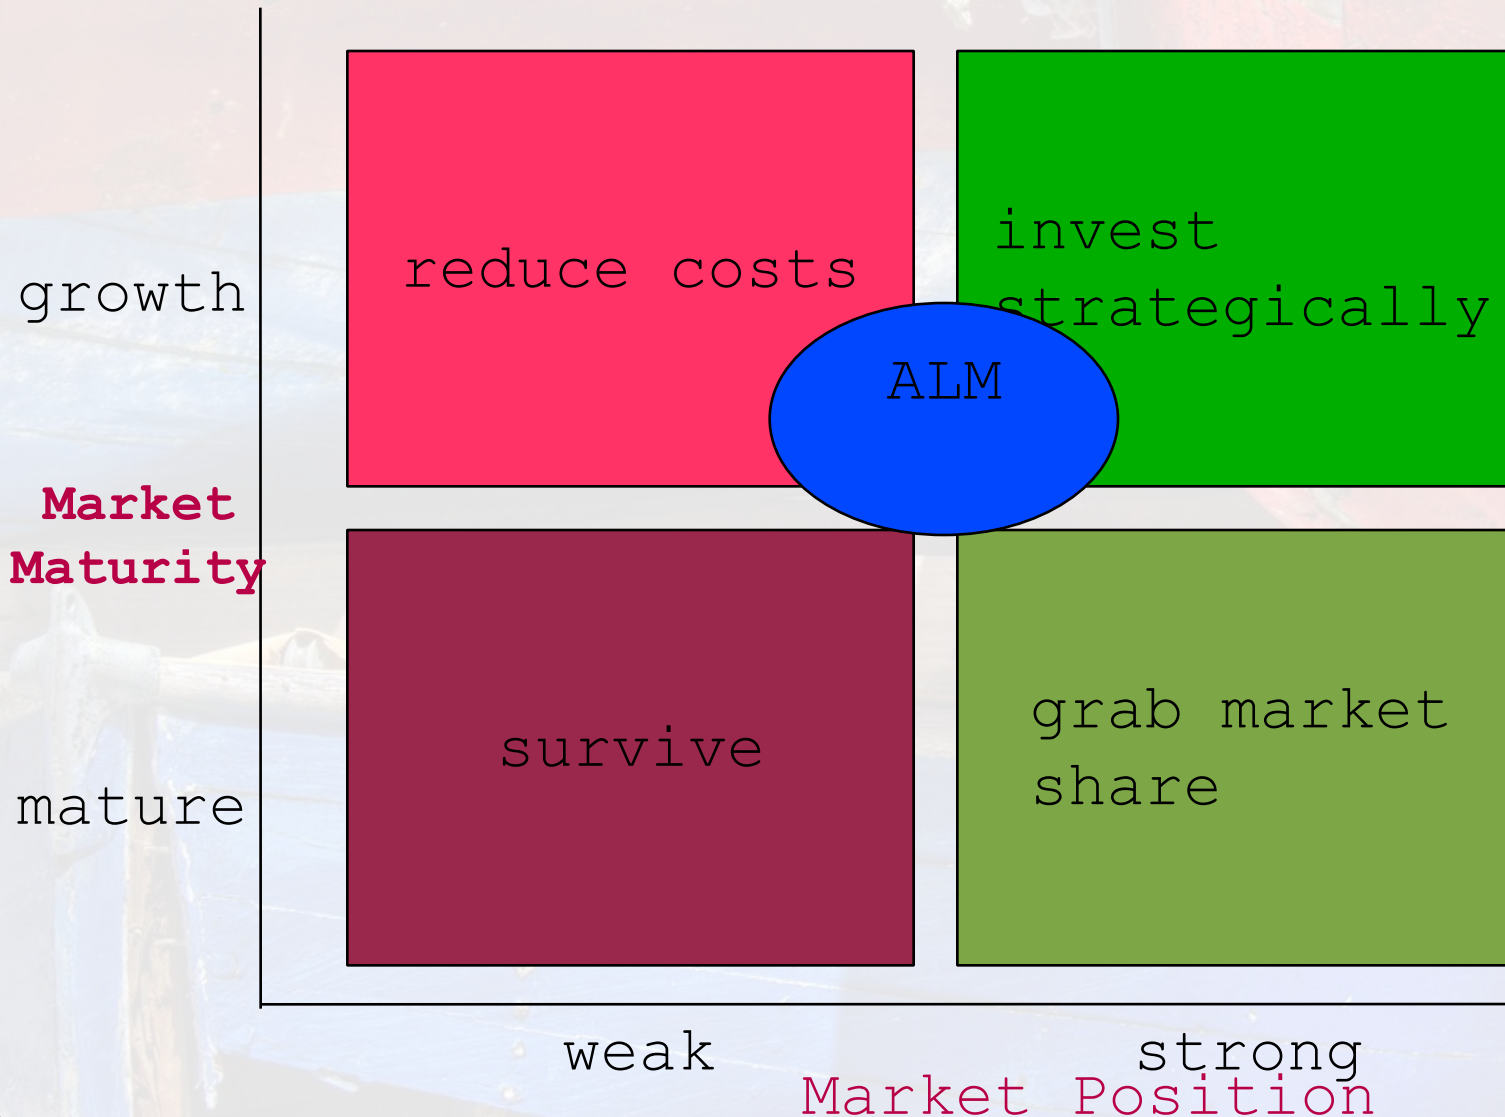 reduce costs
invest
strategically
growth
ALM
Market
Maturity
survive
grab market
share
mature
weak
strong
Market Position